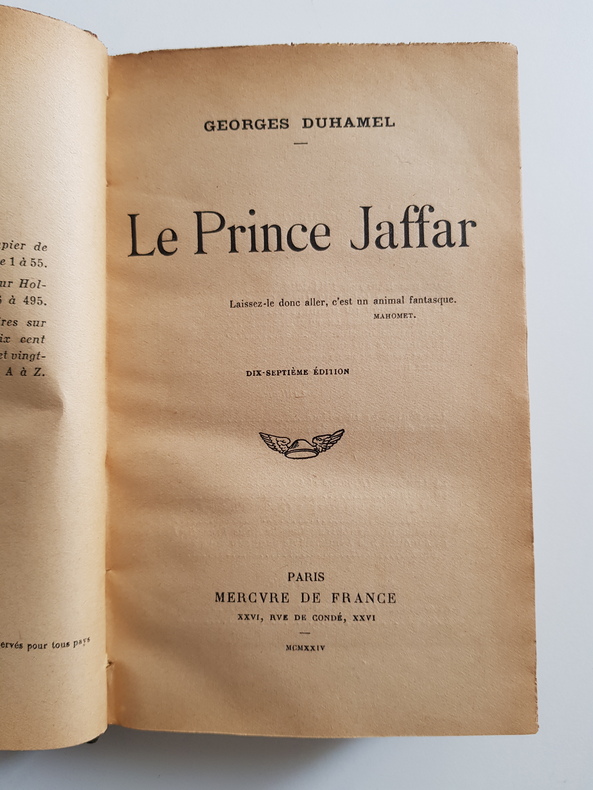 pier de
e 1 à 55.
ur Hol-
à 495.
res sur
ix cent
et vingt-
A à Z.
ervés pour tous pays
GEORGES DUHAMEL
Le Prince Jaffar
Laissez-le donc aller, c'est un animal fantasque.
MAHOMET.
DIX-SEPTIÈME ÉDITION
PARIS
MERCVRE DE FRANCE
XXVI, RVE DE CONDÉ, XXVI
MCMXXIV